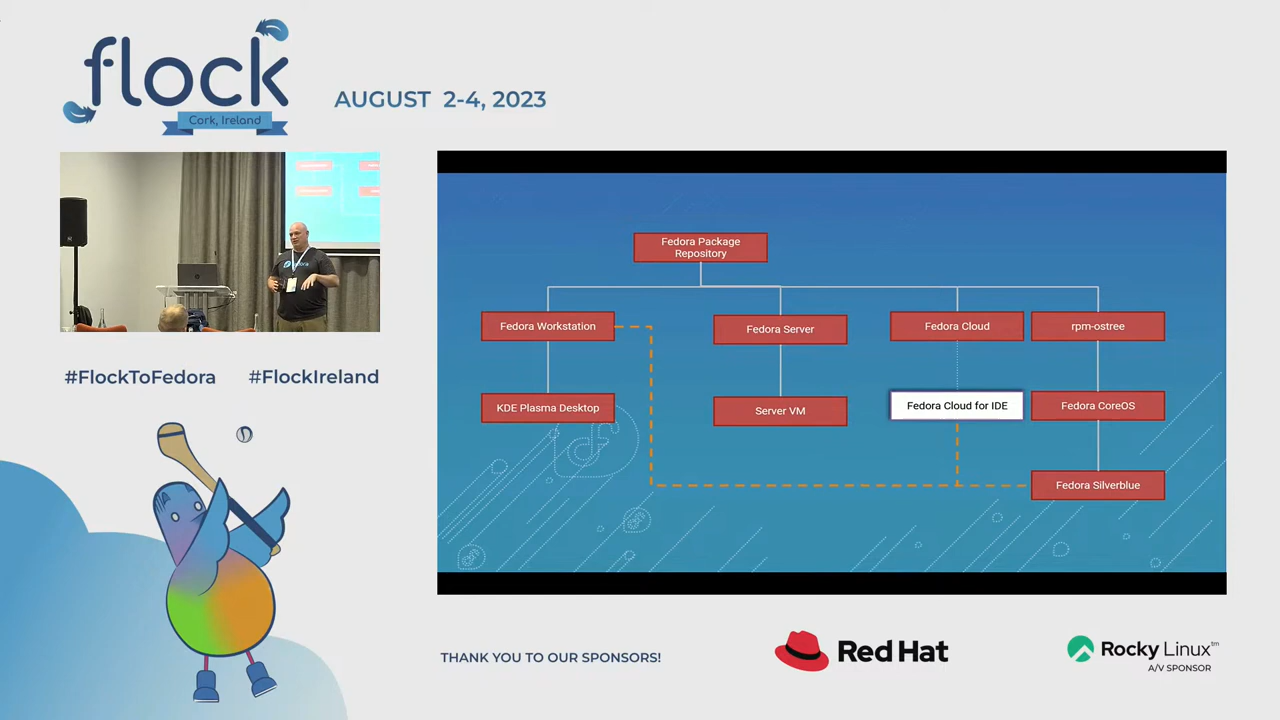 flock
Cork, Ireland
AUGUST 2-4, 2023
#FlockToFedora
#FlockIreland
Fedora Package
Repository
Fedora Workstation
Fedora Server
Fedora Cloud
rpm-ostree
KDE Plasma Desktop
Server VM
Fedora Cloud for IDE
Fedora CoreOS
Fedora Silverblue
THANK YOU TO OUR SPONSORS!
Red Hat
Rocky Linux™
A/V SPONSOR